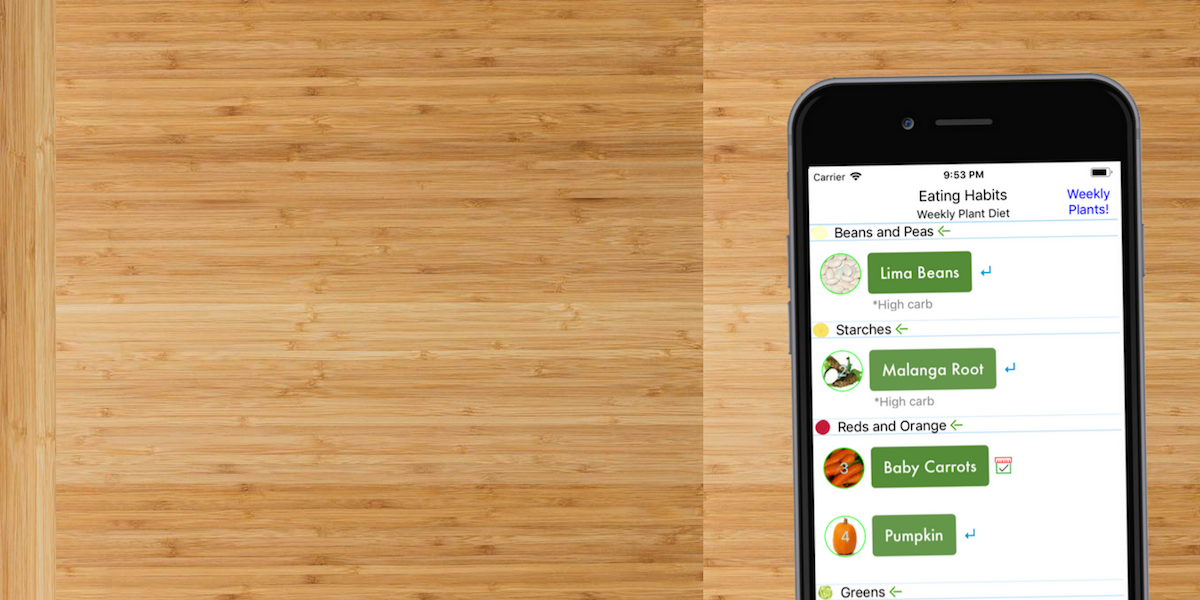 Carrier
9:53 PM
Eating Habits
Weekly Plant Diet
Weekly
Plants!
Beans and Peas
Lima Beans
*High carb
Starches
Malanga Root
*High carb
Reds and Orange
3
Baby Carrots
4
Pumpkin
Greens